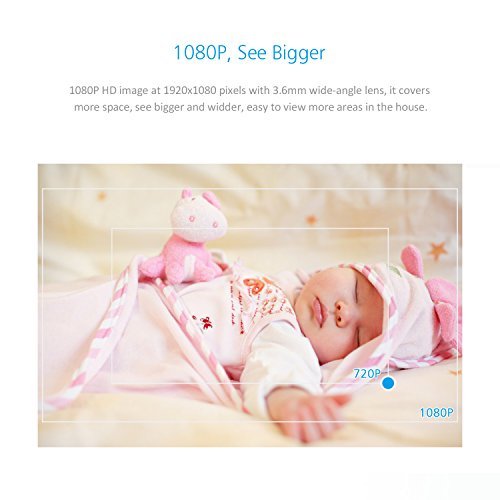 1080P, See Bigger
1080P HD image at 1920x1080 pixels with 3.6mm wide-angle lens, it covers
more space, see bigger and widder, easy to view more areas in the house.
720P
1080P